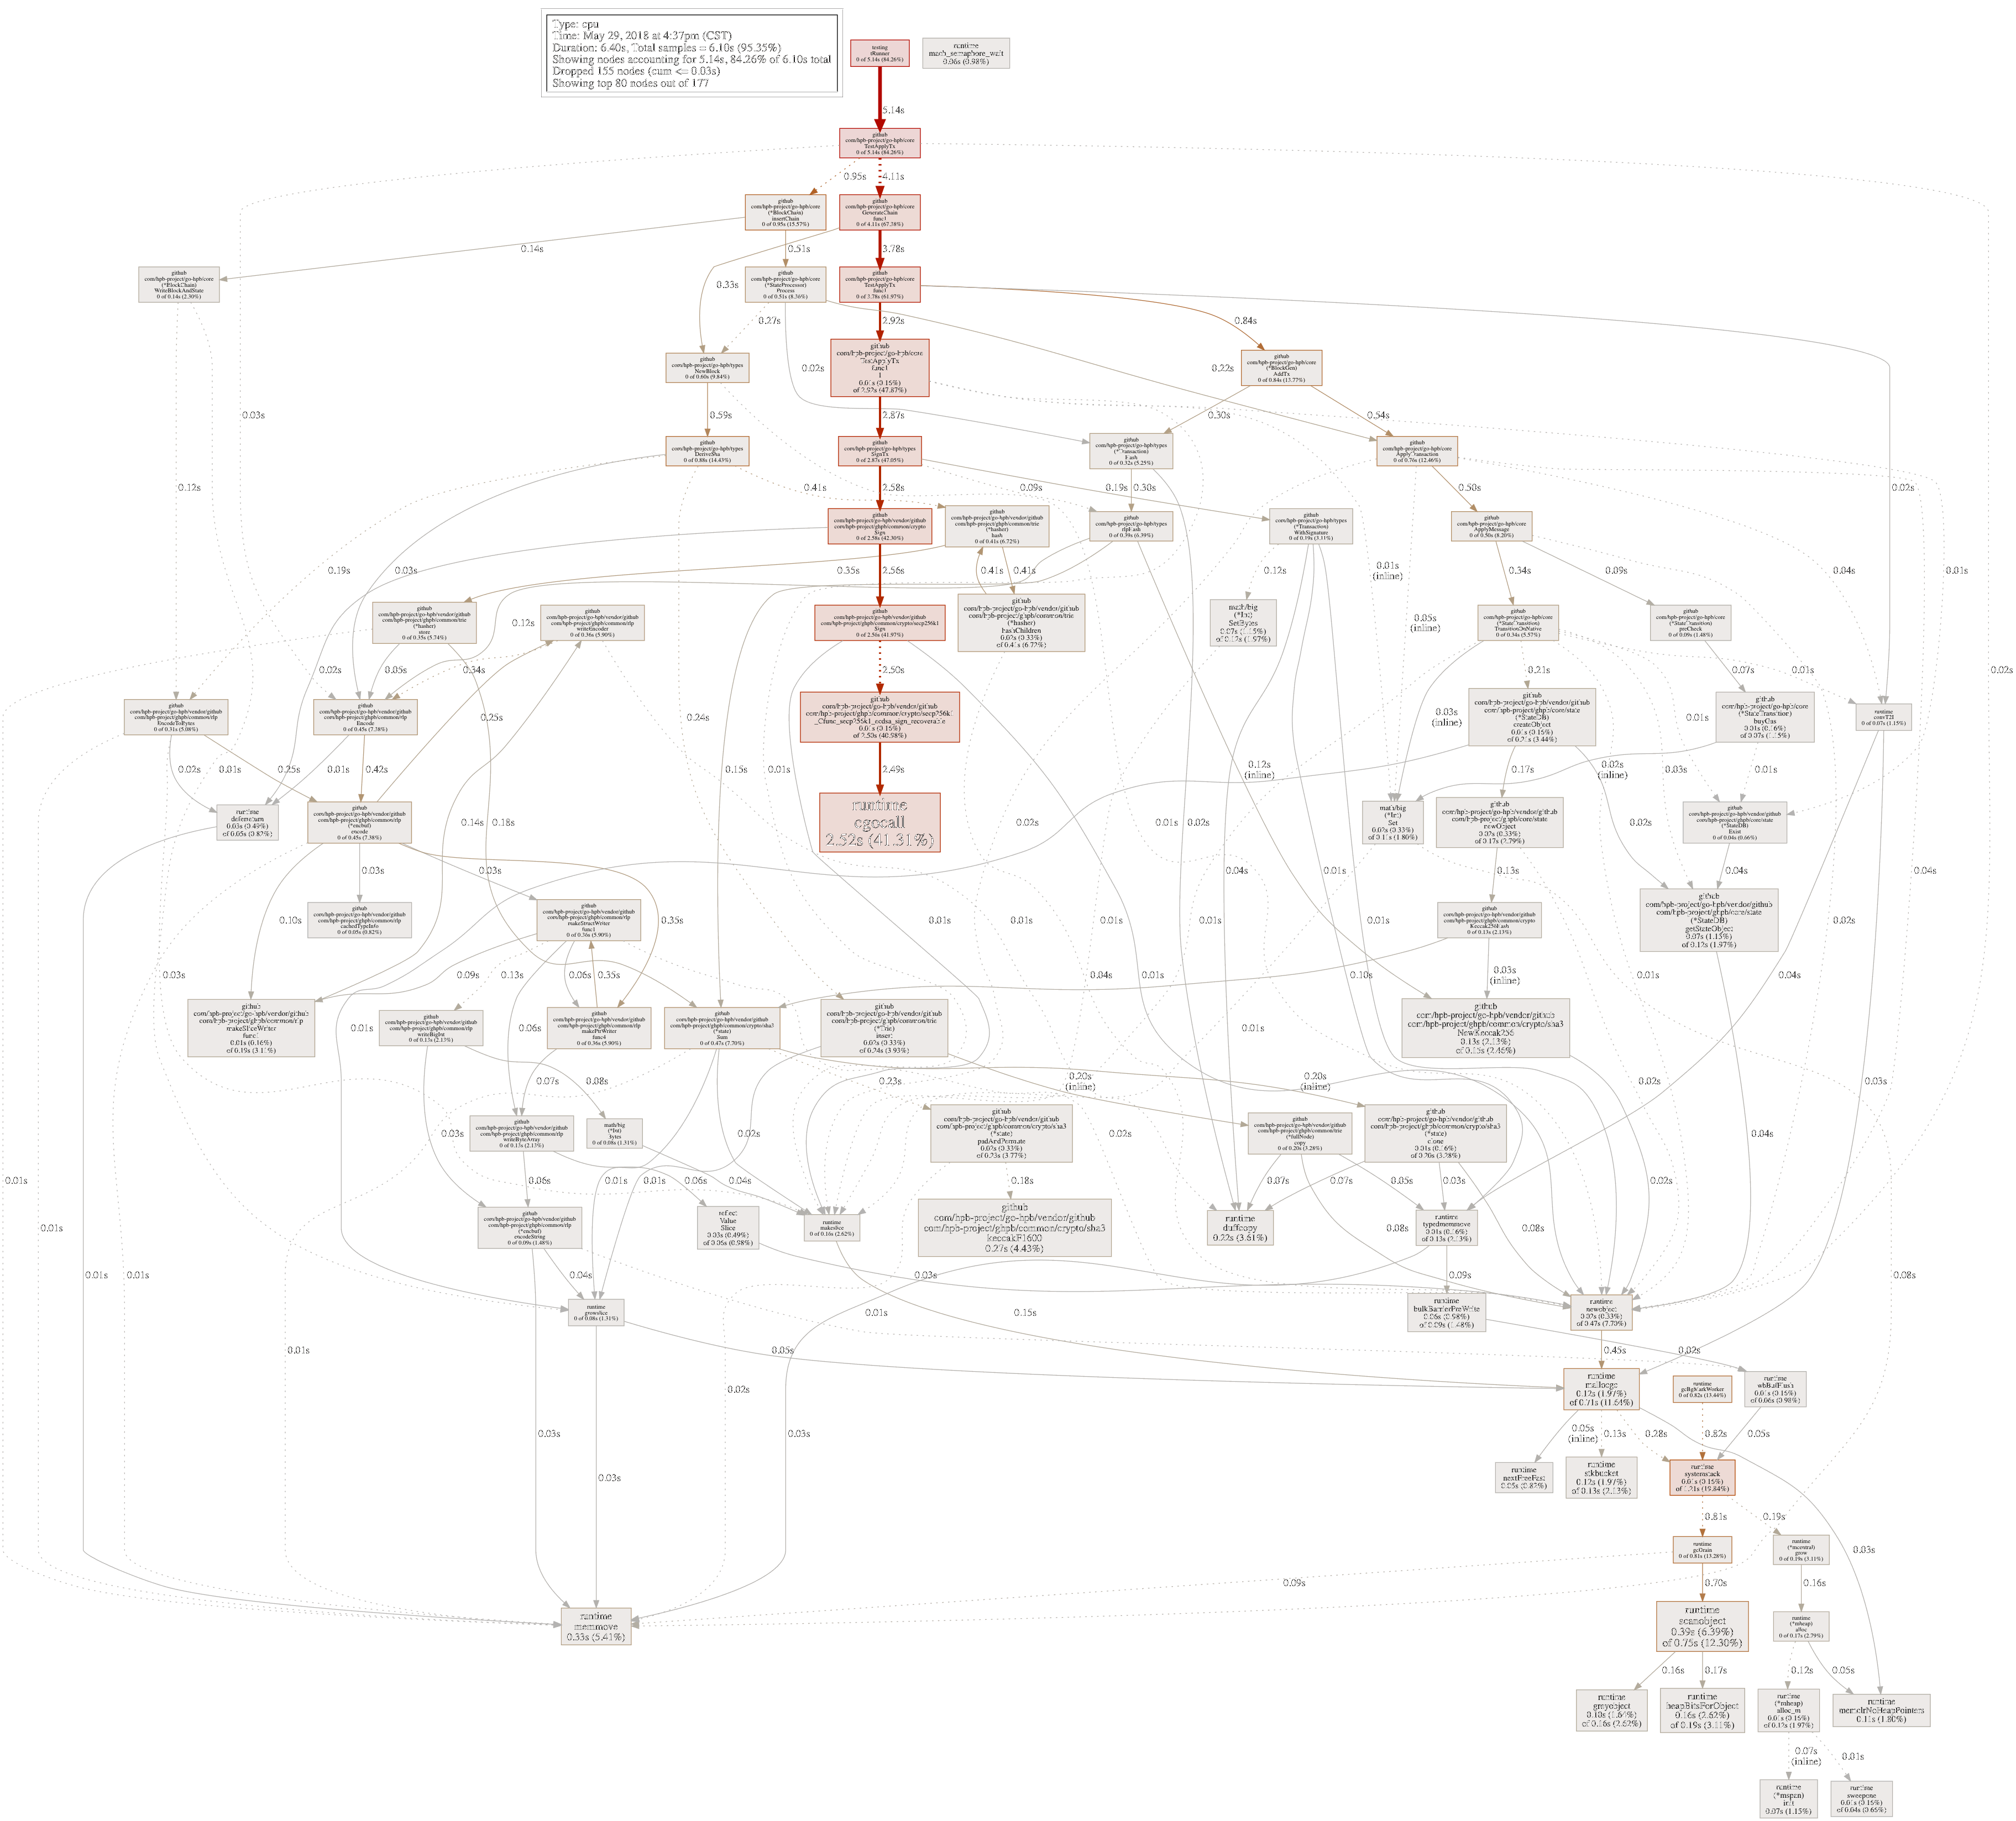 Type: cpu
Time: May 29, 2018 at 4:37pm (CST)
Duration: 6.40s, Total samples = 6.10s (95.35%)
Showing nodes accounting for 5.14s, 84.26% of 6.10s total
Dropped 155 nodes (cum <= 0.03s)
Showing top 80 nodes out of 177
testing
tRunner
0 of 5.14s (84.26%)
runtime
mach_semaphore_wait
0.06s (0.98%)
5.14s
github
com/hpb-project/go-hpb/core
TestApplyTx
0 of 5.14s (84.26%)
0.95s
4.11s
github
com/hpb-project/go-hpb/core
(*BlockChain)
insertChain
0 of 0.95s (15.57%)
github
com/hpb-project/go-hpb/core
GenerateChain
func1
0 of 4.11s (67.38%)
0.14s
0.51s
3.78s
github
com/hpb-project/go-hpb/core
(*BlockChain)
WriteBlockAndState
0 of 0.14s (2.30%)
0.33s
github
com/hpb-project/go-hpb/core
(*StateProcessor)
Process
0 of 0.51s (8.36%)
github
com/hpb-project/go-hpb/core
TestApplyTx
func1
0 of 3.78s (61.97%)
0.27s
2.92s
0.84s
github
com/hpb-project/go-hpb/types
NewBlock
0 of 0.60s (9.84%)
0.02s
github
com/hpb-project/go-hpb/core
TestApplyTx
func1
1
0.01s (0.16%)
of 2.92s (47.87%)
0.22s
github
com/hpb-project/go-hpb/core
(*BlockGen)
AddTx
0 of 0.84s (13.77%)
0.03s
0.59s
2.87s
0.30s
0.54s
github
com/hpb-project/go-hpb/types
DeriveSha
0 of 0.88s (14.43%)
github
com/hpb-project/go-hpb/types
SignTx
0 of 2.87s (47.05%)
github
com/hpb-project/go-hpb/types
(*Transaction)
Hash
0 of 0.32s (5.25%)
github
com/hpb-project/go-hpb/core
ApplyTransaction
0 of 0.76s (12.46%)
0.12s
0.41s
2.58s
0.09s
0.30s
0.19s
0.50s
0.02s
github
com/hpb-project/go-hpb/vendor/github
com/hpb-project/ghpb/common/crypto
Sign
0 of 2.58s (42.30%)
github
com/hpb-project/go-hpb/vendor/github
com/hpb-project/ghpb/common/trie
(*hasher)
hash
0 of 0.41s (6.72%)
github
com/hpb-project/go-hpb/types
rlpHash
0 of 0.39s (6.39%)
github
com/hpb-project/go-hpb/types
(*Transaction)
WithSignature
0 of 0.19s (3.11%)
github
com/hpb-project/go-hpb/core
ApplyMessage
0 of 0.50s (8.20%)
0.19s
0.03s
0.35s
2.56s
0.41s
0.41s
0.12s
0.01s
(inline)
0.34s
0.09s
0.04s
0.01s
github
com/hpb-project/go-hpb/vendor/github
com/hpb-project/ghpb/common/trie
(*hasher)
store
0 of 0.35s (5.74%)
0.12s
github
com/hpb-project/go-hpb/vendor/github
com/hpb-project/ghpb/common/rlp
writeEncoder
0 of 0.36s (5.90%)
github
com/hpb-project/go-hpb/vendor/github
com/hpb-project/ghpb/common/crypto/secp256k1
Sign
0 of 2.56s (41.97%)
github
com/hpb-project/go-hpb/vendor/github
com/hpb-project/ghpb/common/trie
(*hasher)
hashChildren
0.02s (0.33%)
of 0.41s (6.72%)
math/big
(*Int)
SetBytes
0.07s (1.15%)
of 0.12s (1.97%)
0.05s
(inline)
github
com/hpb-project/go-hpb/core
(*StateTransition)
TransitionOnNative
0 of 0.34s (5.57%)
github
com/hpb-project/go-hpb/core
(*StateTransition)
preCheck
0 of 0.09s (1.48%)
0.02s
0.02s
0.05s
0.34s
2.50s
0.21s
0.07s
0.01s
github
com/hpb-project/go-hpb/vendor/github
com/hpb-project/ghpb/common/rlp
EncodeToBytes
0 of 0.31s (5.08%)
github
com/hpb-project/go-hpb/vendor/github
com/hpb-project/ghpb/common/rlp
Encode
0 of 0.45s (7.38%)
0.25s
0.24s
github
com/hpb-project/go-hpb/vendor/github
com/hpb-project/ghpb/common/crypto/secp256k1
_Cfunc_secp256k1_ecdsa_sign_recoverable
0.01s (0.16%)
of 2.50s (40.98%)
0.03s
(inline)
github
com/hpb-project/go-hpb/vendor/github
com/hpb-project/ghpb/core/state
(*StateDB)
createObject
0.01s (0.16%)
of 0.21s (3.44%)
0.01s
github
com/hpb-project/go-hpb/core
(*StateTransition)
buyGas
0.01s (0.16%)
of 0.07s (1.15%)
runtime
convT2I
0 of 0.07s (1.15%)
0.02s
0.01s
0.25s
0.01s
0.42s
0.15s
0.01s
2.49s
0.12s
(inline)
0.17s
0.02s
(inline)
0.03s
0.01s
runtime
deferreturn
0.03s (0.49%)
of 0.05s (0.82%)
github
com/hpb-project/go-hpb/vendor/github
com/hpb-project/ghpb/common/rlp
(*encbuf)
encode
0 of 0.45s (7.38%)
0.14s
0.18s
runtime
cgocall
2.52s (41.31%)
0.02s
0.01s
0.02s
math/big
(*Int)
Set
0.02s (0.33%)
of 0.11s (1.80%)
github
com/hpb-project/go-hpb/vendor/github
com/hpb-project/ghpb/core/state
newObject
0.02s (0.33%)
of 0.17s (2.79%)
0.02s
github
com/hpb-project/go-hpb/vendor/github
com/hpb-project/ghpb/core/state
(*StateDB)
Exist
0 of 0.04s (0.66%)
0.03s
0.03s
0.04s
0.01s
0.01s
0.13s
0.04s
0.04s
0.10s
github
com/hpb-project/go-hpb/vendor/github
com/hpb-project/ghpb/common/rlp
cachedTypeInfo
0 of 0.05s (0.82%)
github
com/hpb-project/go-hpb/vendor/github
com/hpb-project/ghpb/common/rlp
makeStructWriter
func1
0 of 0.36s (5.90%)
0.35s
0.01s
0.01s
0.01s
0.01s
github
com/hpb-project/go-hpb/vendor/github
com/hpb-project/ghpb/common/crypto
Keccak256Hash
0 of 0.13s (2.13%)
github
com/hpb-project/go-hpb/vendor/github
com/hpb-project/ghpb/core/state
(*StateDB)
getStateObject
0.07s (1.15%)
of 0.12s (1.97%)
0.02s
0.03s
0.09s
0.13s
0.06s
0.35s
0.04s
0.01s
0.10s
0.03s
(inline)
0.01s
0.04s
github
com/hpb-project/go-hpb/vendor/github
com/hpb-project/ghpb/common/rlp
makeSliceWriter
func1
0.01s (0.16%)
of 0.19s (3.11%)
0.01s
github
com/hpb-project/go-hpb/vendor/github
com/hpb-project/ghpb/common/rlp
writeBigInt
0 of 0.13s (2.13%)
0.06s
github
com/hpb-project/go-hpb/vendor/github
com/hpb-project/ghpb/common/rlp
makePtrWriter
func4
0 of 0.36s (5.90%)
github
com/hpb-project/go-hpb/vendor/github
com/hpb-project/ghpb/common/crypto/sha3
(*state)
Sum
0 of 0.47s (7.70%)
github
com/hpb-project/go-hpb/vendor/github
com/hpb-project/ghpb/common/trie
(*Trie)
insert
0.02s (0.33%)
of 0.24s (3.93%)
0.01s
github
com/hpb-project/go-hpb/vendor/github
com/hpb-project/ghpb/common/crypto/sha3
NewKeccak256
0.13s (2.13%)
of 0.15s (2.46%)
0.02s
0.08s
0.07s
0.23s
0.20s
(inline)
0.20s
(inline)
0.03s
0.03s
github
com/hpb-project/go-hpb/vendor/github
com/hpb-project/ghpb/common/rlp
writeByteArray
0 of 0.13s (2.13%)
math/big
(*Int)
Bytes
0 of 0.08s (1.31%)
0.02s
github
com/hpb-project/go-hpb/vendor/github
com/hpb-project/ghpb/common/crypto/sha3
(*state)
padAndPermute
0.02s (0.33%)
of 0.23s (3.77%)
0.02s
github
com/hpb-project/go-hpb/vendor/github
com/hpb-project/ghpb/common/trie
(*fullNode)
copy
0 of 0.20s (3.28%)
github
com/hpb-project/go-hpb/vendor/github
com/hpb-project/ghpb/common/crypto/sha3
(*state)
clone
0.01s (0.16%)
of 0.20s (3.28%)
0.04s
0.01s
0.01s
0.06s
0.06s
0.01s
0.01s
0.04s
0.18s
0.07s
0.05s
0.07s
0.03s
0.02s
github
com/hpb-project/go-hpb/vendor/github
com/hpb-project/ghpb/common/rlp
(*encbuf)
encodeString
0 of 0.09s (1.48%)
reflect
Value
Slice
0.03s (0.49%)
of 0.06s (0.98%)
runtime
makeslice
0 of 0.16s (2.62%)
github
com/hpb-project/go-hpb/vendor/github
com/hpb-project/ghpb/common/crypto/sha3
keccakF1600
0.27s (4.43%)
runtime
duffcopy
0.22s (3.61%)
0.08s
runtime
typedmemmove
0.01s (0.16%)
of 0.13s (2.13%)
0.08s
0.01s
0.01s
0.04s
0.03s
0.09s
0.08s
runtime
growslice
0 of 0.08s (1.31%)
0.15s
0.01s
runtime
bulkBarrierPreWrite
0.06s (0.98%)
of 0.09s (1.48%)
runtime
newobject
0.02s (0.33%)
of 0.47s (7.70%)
0.01s
0.05s
0.45s
0.02s
0.02s
runtime
mallocgc
0.12s (1.97%)
of 0.71s (11.64%)
runtime
gcBgMarkWorker
0 of 0.82s (13.44%)
runtime
wbBufFlush
0.01s (0.16%)
of 0.06s (0.98%)
0.03s
0.03s
0.03s
0.05s
(inline)
0.13s
0.28s
0.82s
0.05s
runtime
nextFreeFast
0.05s (0.82%)
runtime
stkbucket
0.12s (1.97%)
of 0.13s (2.13%)
runtime
systemstack
0.01s (0.16%)
of 1.21s (19.84%)
0.81s
0.19s
runtime
gcDrain
0 of 0.81s (13.28%)
runtime
(*mcentral)
grow
0 of 0.19s (3.11%)
0.03s
0.09s
0.70s
0.16s
runtime
memmove
0.33s (5.41%)
runtime
scanobject
0.39s (6.39%)
of 0.75s (12.30%)
runtime
(*mheap)
alloc
0 of 0.17s (2.79%)
0.16s
0.17s
0.12s
0.05s
runtime
greyobject
0.10s (1.64%)
of 0.16s (2.62%)
runtime
heapBitsForObject
0.16s (2.62%)
of 0.19s (3.11%)
runtime
(*mheap)
alloc_m
0.01s (0.16%)
of 0.12s (1.97%)
runtime
memclrNoHeapPointers
0.11s (1.80%)
0.07s
(inline)
0.01s
runtime
(*mspan)
init
0.07s (1.15%)
runtime
sweepone
0.01s (0.16%)
of 0.04s (0.66%)